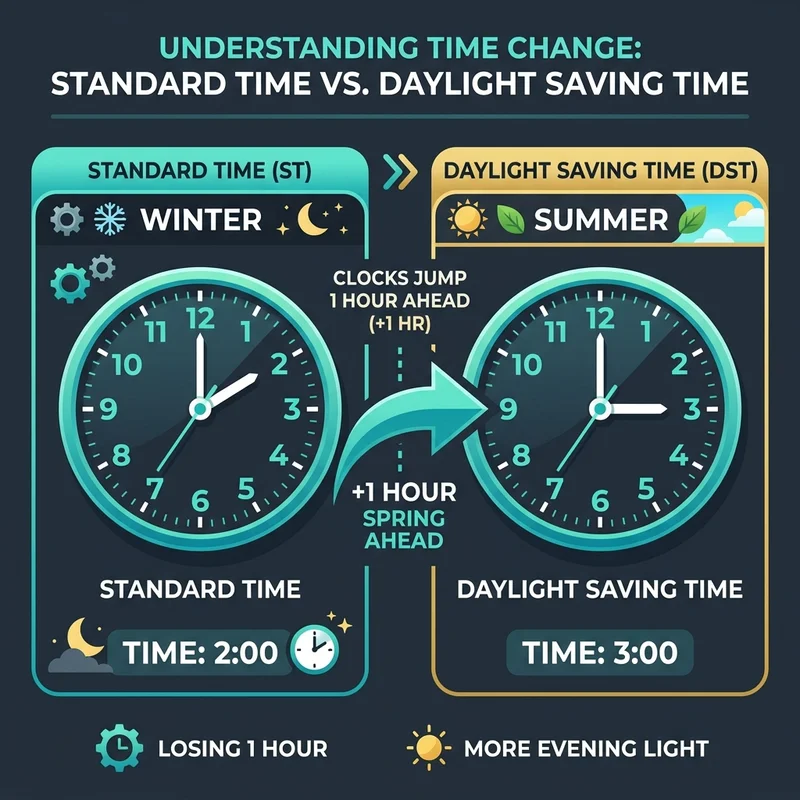 UNDERSTANDING TIME CHANGE:
STANDARD TIME VS. DAYLIGHT SAVING TIME
STANDARD TIME (ST)
WINTER
12
1
2
3
4
5
6
7
8
9
10
11
STANDARD TIME
TIME: 2:00
CLOCKS JUMP
1 HOUR AHEAD
(+1 HR)
+1 HOUR
SPRING
AHEAD
DAYLIGHT SAVING TIME (DST)
SUMMER
12
1
2
3
4
5
6
7
8
9
10
11
DAYLIGHT SAVING TIME
TIME: 3:00
LOSING 1 HOUR
MORE EVENING LIGHT